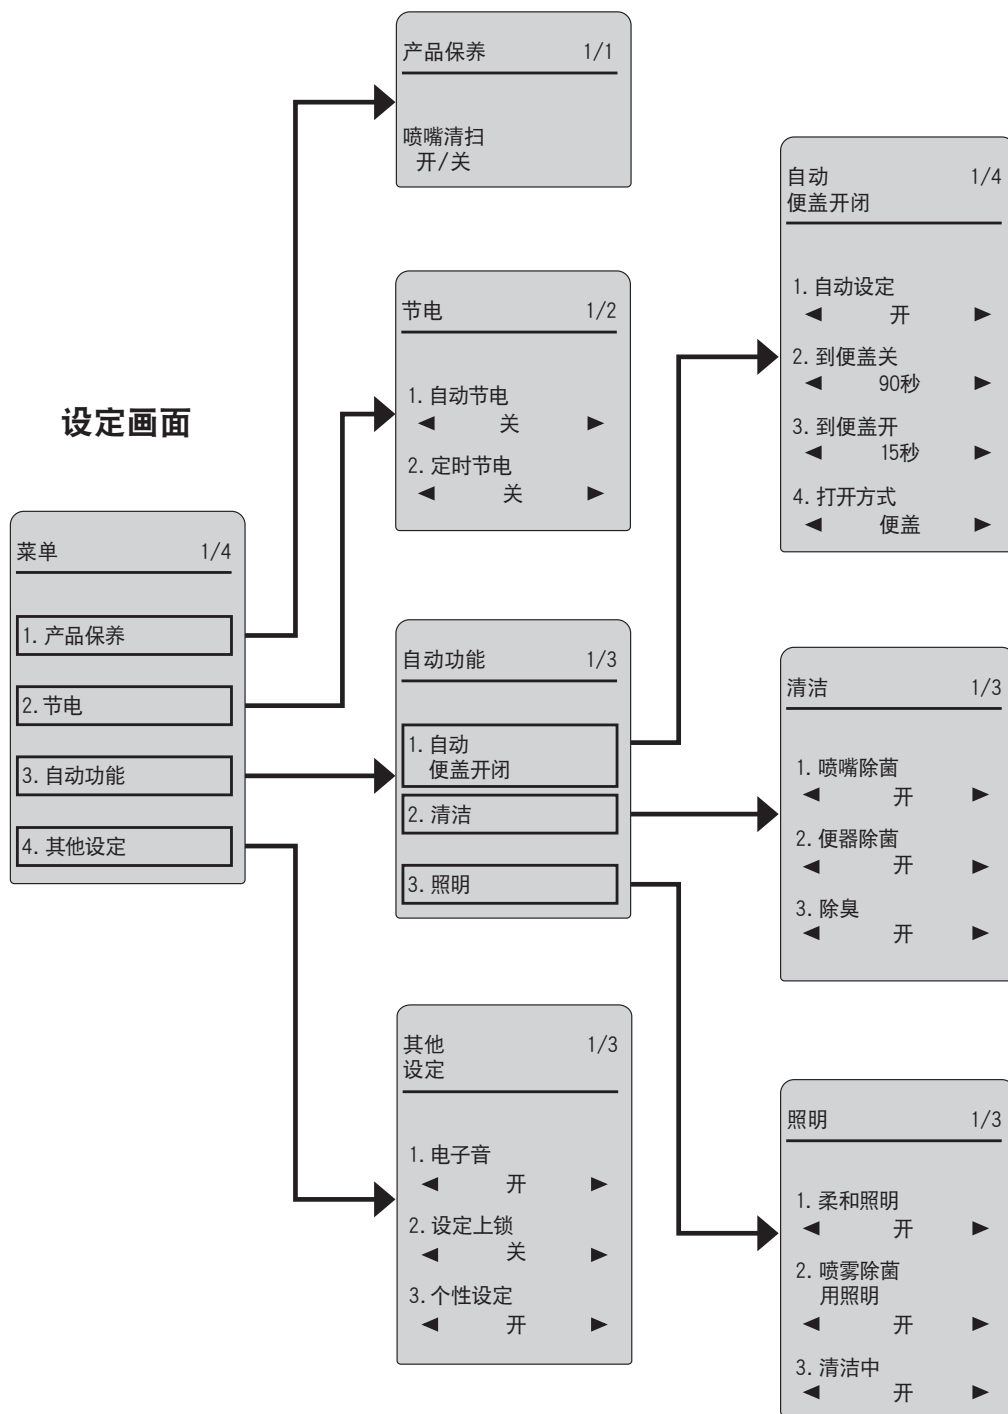 产品保养 1/1
喷嘴清扫
开/关
节电 1/2
1. 自动节电
◀ 关 ▶
2. 定时节电
◀ 关 ▶
设定画面
菜单 1/4
1. 产品保养
2. 节电
3. 自动功能
4. 其他设定
自动功能 1/3
1. 自动
便盖开闭
2. 清洁
3. 照明
其他 1/3
设定
1. 电子音
◀ 开 ▶
2. 设定上锁
◀ 关 ▶
3. 个性设定
◀ 开 ▶
自动 1/4
便盖开闭
1. 自动设定
◀ 开 ▶
2. 到便盖关
◀ 90秒 ▶
3. 到便盖开
◀ 15秒 ▶
4. 打开方式
◀ 便盖 ▶
清洁 1/3
1. 喷嘴除菌
◀ 开 ▶
2. 便器除菌
◀ 开 ▶
3. 除臭
◀ 开 ▶
照明 1/3
1. 柔和照明
◀ 开 ▶
2. 喷雾除菌
用照明
◀ 开 ▶
3. 清洁中
◀ 开 ▶